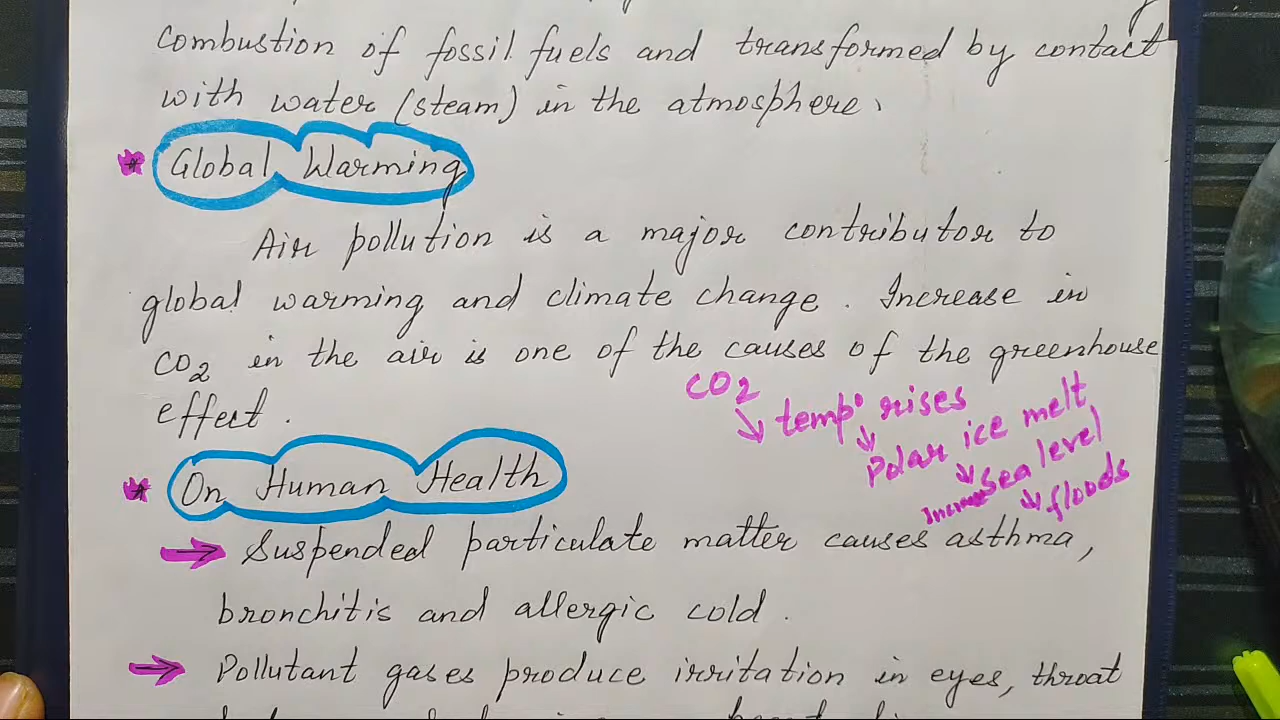 combustion of fossil fuels and transformed by contact
with water (steam) in the atmosphere.
* Global Warming
Air pollution is a major contributor to
global warming and climate change. Increase in
CO2 in the air is one of the causes of the greenhouse
effect.
CO2
↓ temp° rises
↓ Polar ice melt
↓ Increases sea level
↓ floods
* On Human Health
→ Suspended particulate matter causes asthma,
bronchitis and allergic cold.
→ Pollutant gases produce irritation in eyes, throat